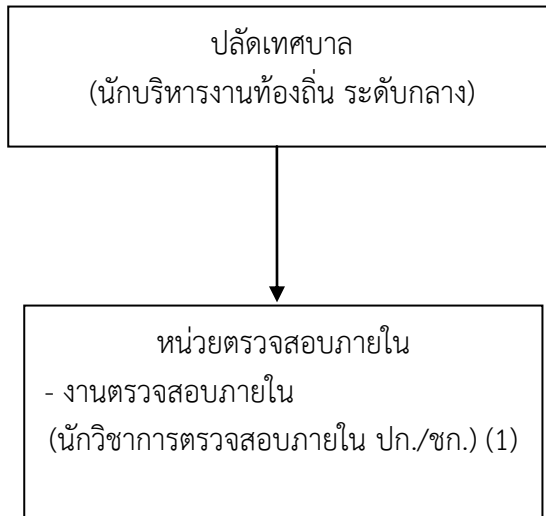 ปลัดเทศบาล
(นักบริหารงานท้องถิ่น ระดับกลาง)
หน่วยตรวจสอบภายใน
- งานตรวจสอบภายใน
(นักวิชาการตรวจสอบภายใน ปก./ชก.) (1)